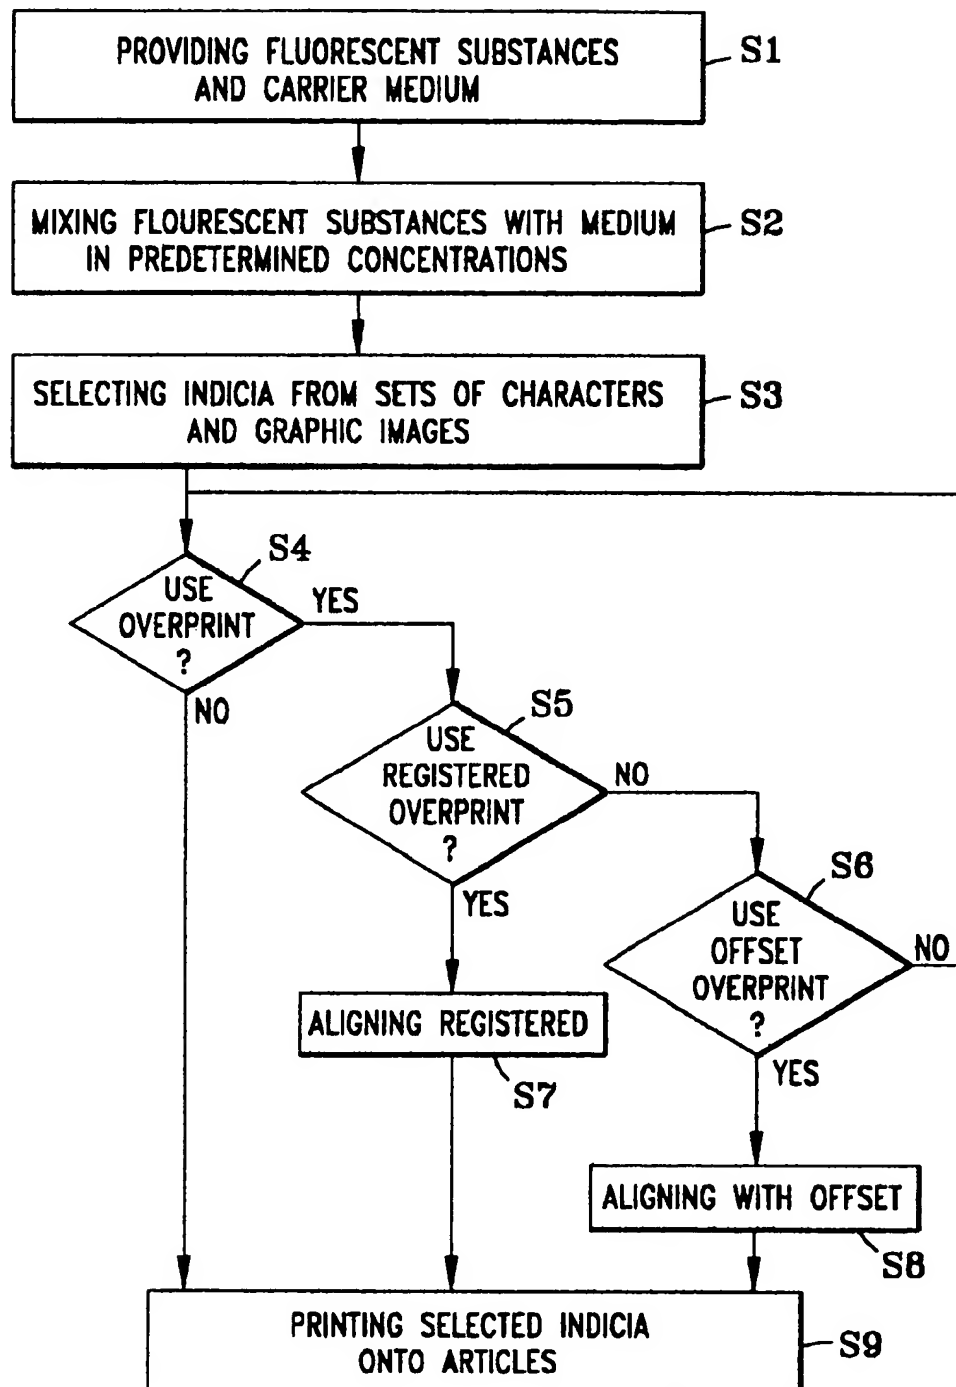 PROVIDING FLUORESCENT SUBSTANCES
AND CARRIER MEDIUM
S1
MIXING FLOURESCENT SUBSTANCES WITH MEDIUM
IN PREDETERMINED CONCENTRATIONS
S2
SELECTING INDICIA FROM SETS OF CHARACTERS
AND GRAPHIC IMAGES
S3
S4
USE
OVERPRINT
?
YES
NO
S5
USE
REGISTERED
OVERPRINT
?
NO
YES
S6
USE
OFFSET
OVERPRINT
?
NO
YES
ALIGNING REGISTERED
S7
ALIGNING WITH OFFSET
S8
PRINTING SELECTED INDICIA
ONTO ARTICLES
S9